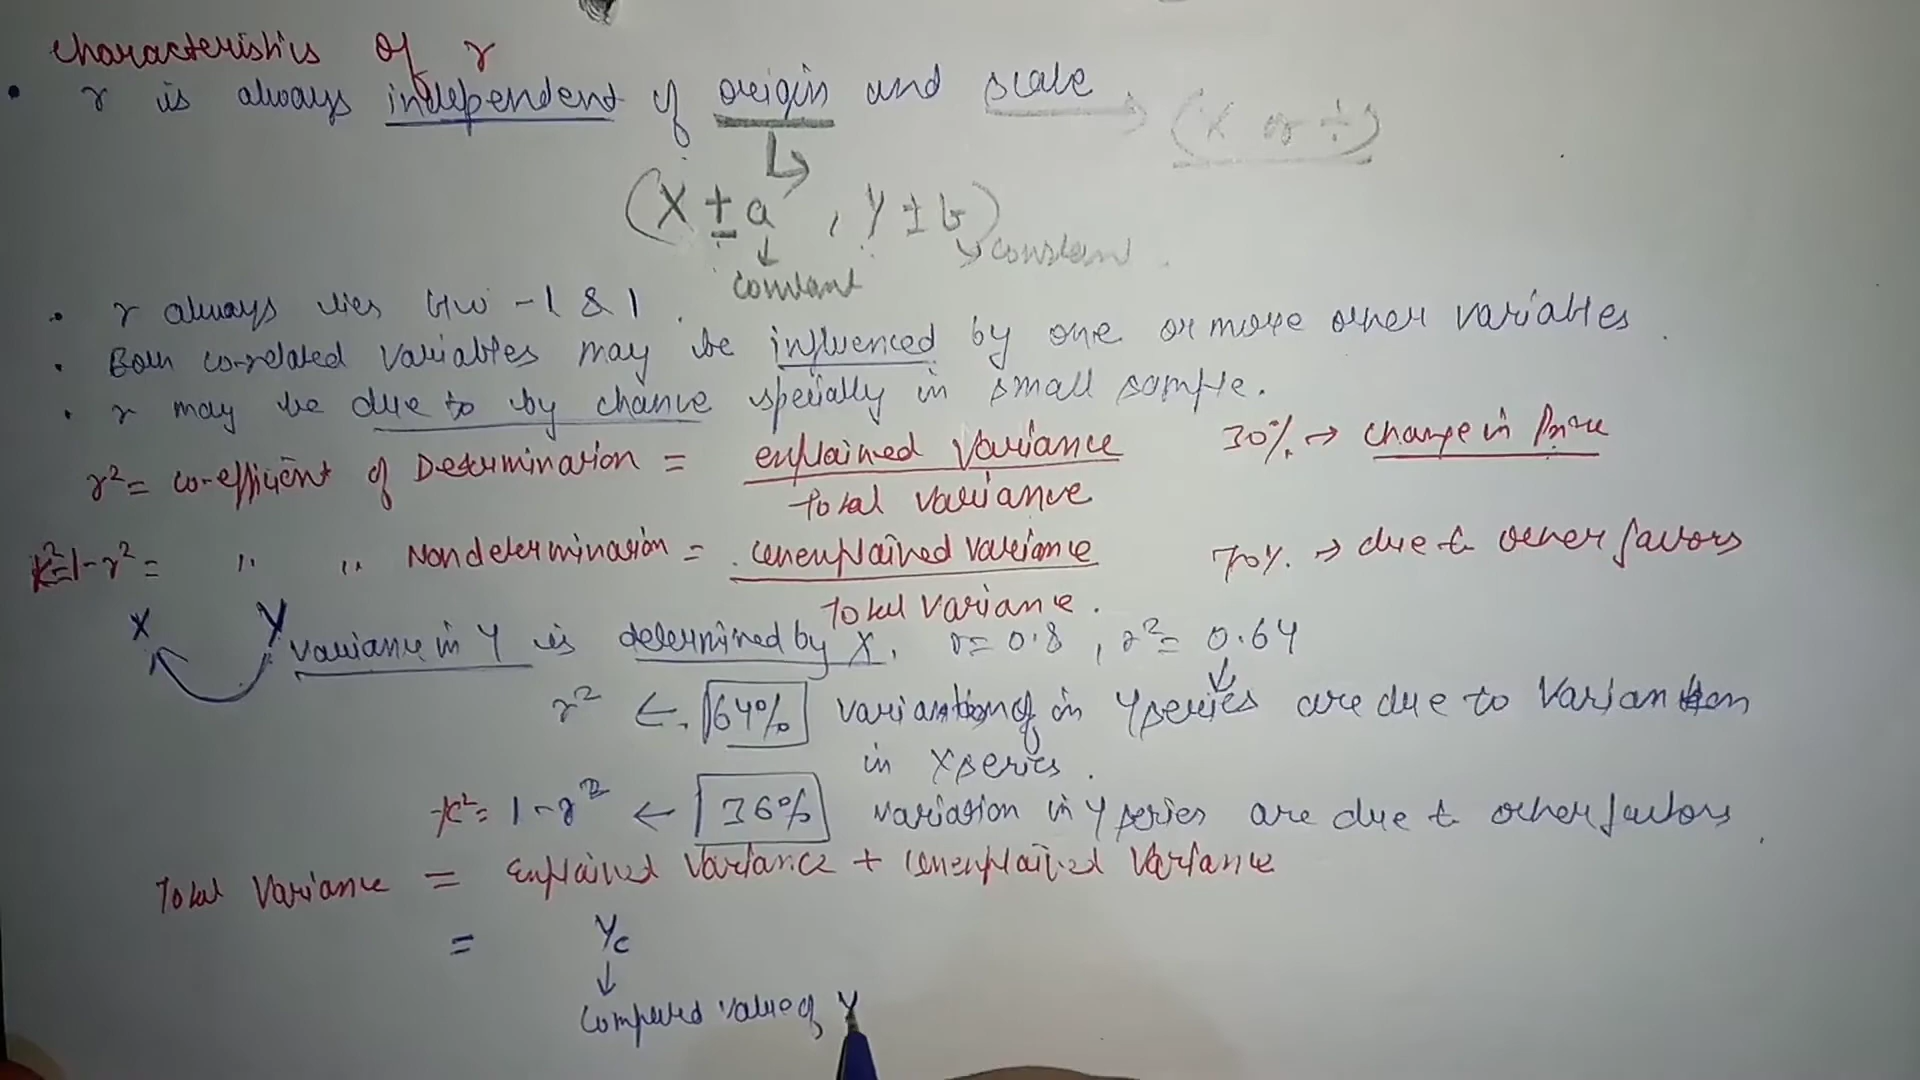 characteristics of r
• r is always independent of origin and scale → (× or ÷)
(X ± a , Y ± b)
constant
constant
• r always lies b/w -1 & 1.
• Both co-related variables may be influenced by one or more other variables.
• r may be due to by chance specially in small sample.
r² = co-efficient of Determination = explained Variance / total variance
30% → change in Price
k²=1-r² = " " Nondetermination = unexplained variance / Total variance.
70% → due to other factors
X Y
variance in Y is determined by X. r = 0.8 , r² = 0.64
r² ← 64% in Y series are due to
in X series.
k² = 1-r² ← 36% variation in Y series are due to other factors.
Total Variance = Explained Variance + Unexplained Variance
= Yc
Computed value of Y